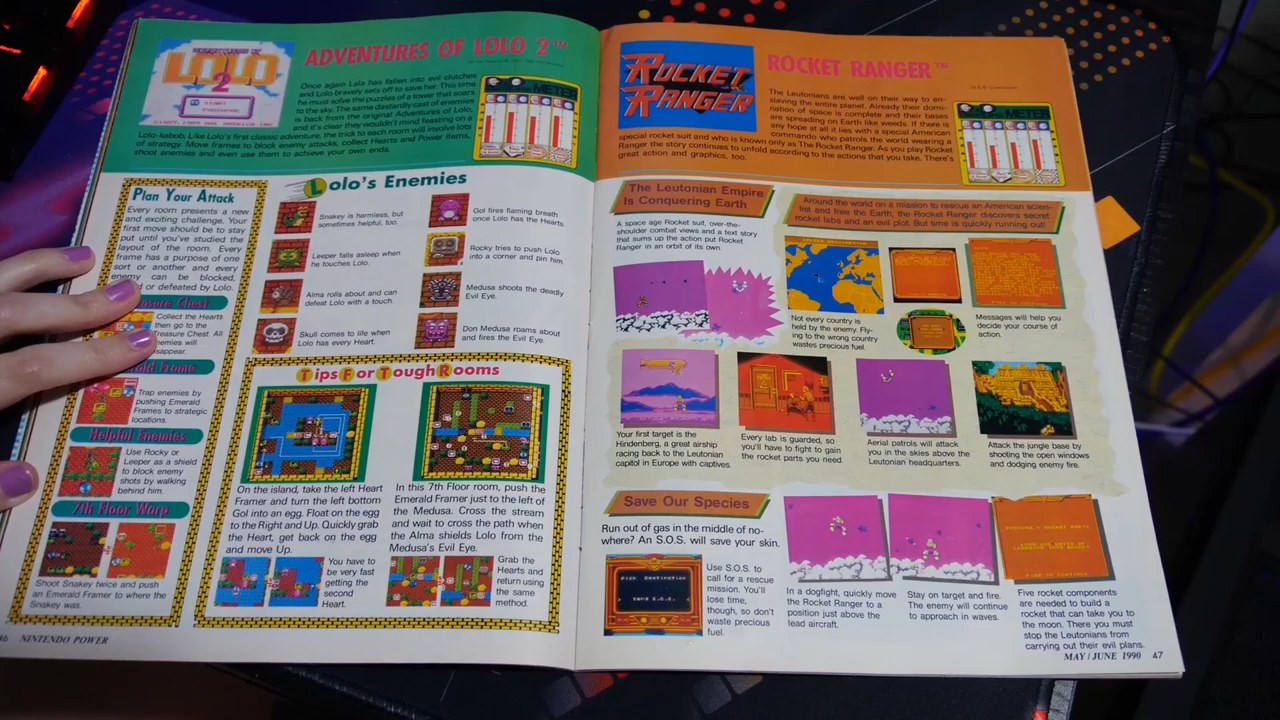 ADVENTURES OF
LOLO
2
START
ADVENTURES OF LOLO 2™
Once again Lala has fallen into evil clutches
and Lolo bravely sets off to save her. This time
he must solve the puzzles of a tower that soars
to the sky. The same dastardly cast of enemies
is back from the original Adventures of Lolo,
and it's clear they wouldn't mind feasting on
Lolo-kabob. Like Lolo's first classic adventure, the trick to each room will involve lots
of strategy. Move frames to block enemy attacks, collect Hearts and Power items,
shoot enemies and even use them to achieve your own ends.
METER
Plan Your Attack
Every room presents a new
and exciting challenge. Your
first move should be to stay
put until you've studied the
layout of the room. Every
frame has a purpose of one
sort or another and every
enemy can be blocked,
or defeated by Lolo.
asure Chest
Collect the Hearts
then go to the
Treasure Chest. All
enemies will
sappear.
rald Frame
Trap enemies by
pushing Emerald
Frames to strategic
locations.
Helpful Enemies
Use Rocky or
Leeper as a shield
to block enemy
shots by walking
behind him.
7th Floor Warp
Shoot Snakey twice and push
an Emerald Framer to where the
Snakey was.
Lolo's Enemies
Snakey is harmless, but
sometimes helpful, too.
Leeper falls asleep when
he touches Lolo.
Alma rolls about and can
defeat Lolo with a touch.
Skull comes to life when
Lolo has every Heart.
Gol fires flaming breath
once Lolo has the Hearts.
Rocky tries to push Lolo
into a corner and pin him.
Medusa shoots the deadly
Evil Eye.
Don Medusa roams about
and fires the Evil Eye.
Tips For Tough Rooms
On the island, take the left Heart
Framer and turn the left bottom
Gol into an egg. Float on the egg
to the Right and Up. Quickly grab
the Heart, get back on the egg
and move Up.
You have to
be very fast
getting the
second
Heart.
In this 7th Floor room, push the
Emerald Framer just to the left of
the Medusa. Cross the stream
and wait to cross the path when
the Alma shields Lolo from the
Medusa's Evil Eye.
Grab the
Hearts and
return using
the same
method.
46 NINTENDO POWER
ROCKET
RANGER
ROCKET RANGER™
The Leutonians are well on their way to en-
slaving the entire planet. Already their domi-
nation of space is complete and their bases
are spreading on Earth like weeds. If there is
any hope at all it lies with a special American
commando who patrols the world wearing a
special rocket suit and who is known only as The Rocket Ranger. As you play Rocket
Ranger the story continues to unfold according to the actions that you take. There's
great action and graphics, too.
METER
The Leutonian Empire
Is Conquering Earth
A space age Rocket suit, over-the-
shoulder combat views and a text story
that sums up the action put Rocket
Ranger in an orbit of its own.
Around the world on a mission to rescue an American scien-
tist and free the Earth, the Rocket Ranger discovers secret
rocket labs and an evil plot. But time is quickly running out!
Not every country is
held by the enemy. Fly-
ing to the wrong country
wastes precious fuel.
Messages will help you
decide your course of
action.
Your first target is the
Hindenberg, a great airship
racing back to the Leutonian
capitol in Europe with captives.
Every lab is guarded, so
you'll have to fight to gain
the rocket parts you need.
Aerial patrols will attack
you in the skies above the
Leutonian headquarters.
Attack the jungle base by
shooting the open windows
and dodging enemy fire.
Save Our Species
Run out of gas in the middle of no-
where? An S.O.S. will save your skin.
Pick Destination
Send S.O.S.
Use S.O.S. to
call for a rescue
mission. You'll
lose time,
though, so don't
waste precious
fuel.
In a dogfight, quickly move
the Rocket Ranger to a
position just above the
lead aircraft.
Stay on target and fire.
The enemy will continue
to approach in waves.
Five rocket components
are needed to build a
rocket that can take you to
the moon. There you must
stop the Leutonians from
carrying out their evil plans.
MAY/JUNE 1990 47